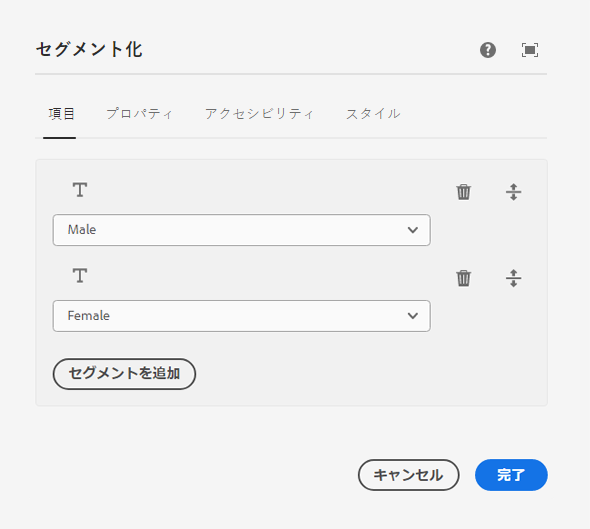 セグメント化
項目 プロパティ アクセシビリティ スタイル
Male
Female
セグメントを追加
キャンセル 完了